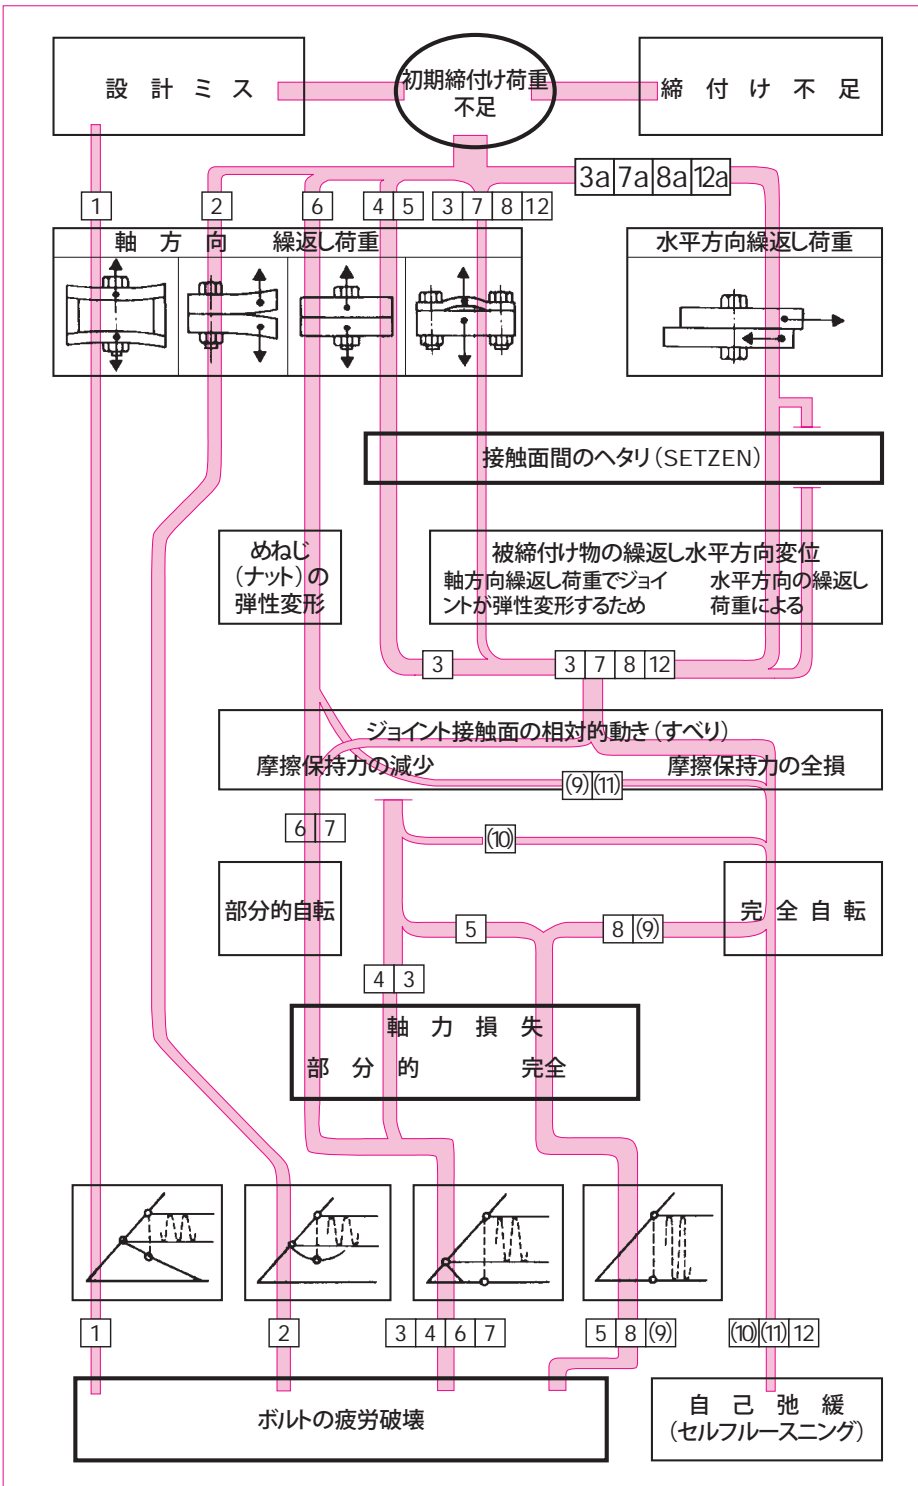 設計ミス
初期締付け荷重
不足
締付け不足
3a 7a 8a 12a
1 2 6 4 5 3 7 8 12
軸方向 繰返し荷重
水平方向繰返し荷重
接触面間のヘタリ(SETZEN)
めねじ
(ナット)の
弾性変形
被締付け物の繰返し水平方向変位
軸方向繰返し荷重でジョイ
ントが弾性変形するため
水平方向の繰返し
荷重による
3 3 7 8 12
ジョイント接触面の相対的動き(すべり)
摩擦保持力の減少 摩擦保持力の全損
(9) (11)
6 7
(10)
部分的自転
完全自転
5 8 (9)
4 3
軸力損失
部分的 完全
1 2 3 4 6 7 5 8 (9) (10) (11) 12
ボルトの疲労破壊
自己弛緩
(セルフルースニング)